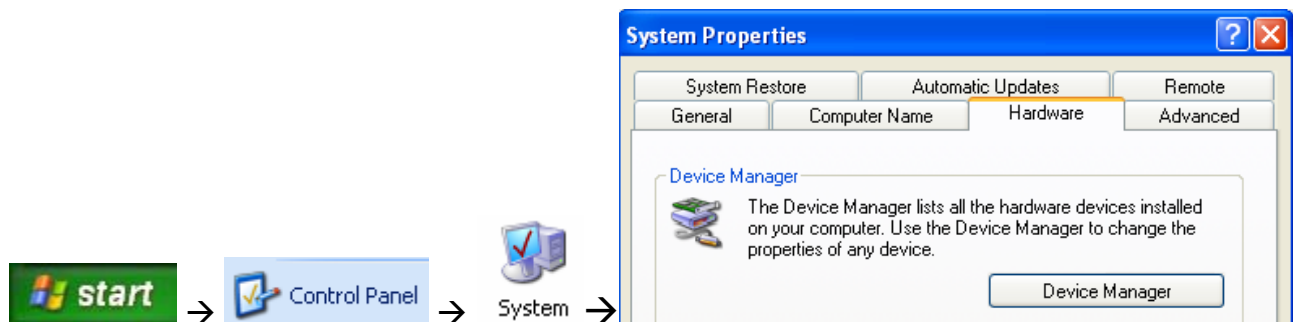 System Properties
System Restore Automatic Updates Remote
General Computer Name Hardware Advanced
Device Manager
The Device Manager lists all the hardware devices installed
on your computer. Use the Device Manager to change the
properties of any device.
Device Manager
start → Control Panel → System →